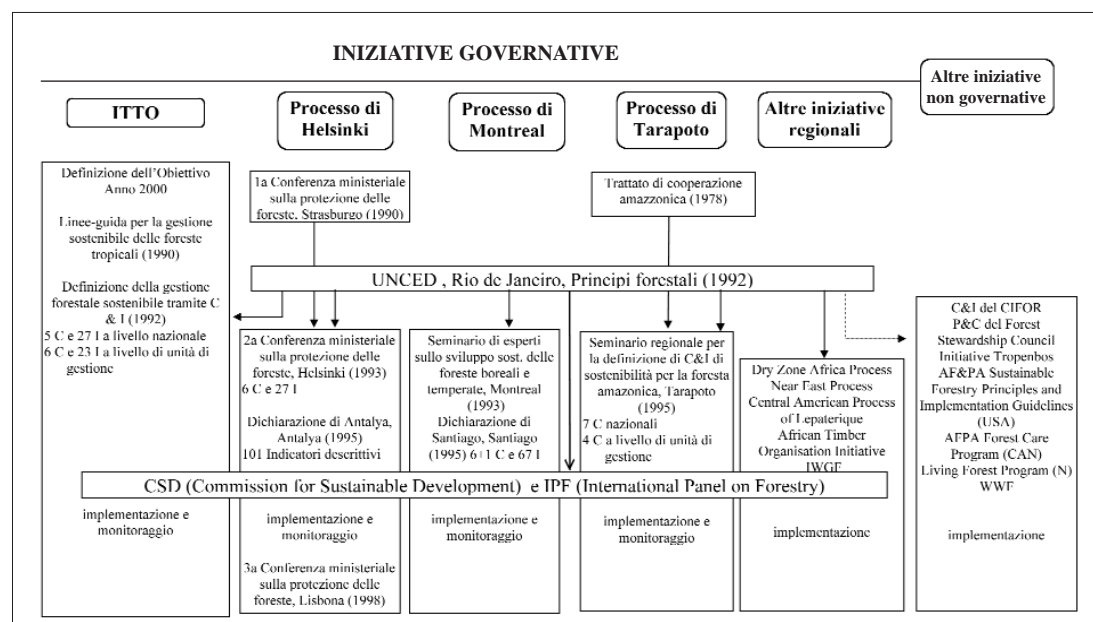 INIZIATIVE GOVERNATIVE
Altre iniziative
non governative
ITTO
Processo di
Helsinki
Processo di
Montreal
Processo di
Tarapoto
Altre iniziative
regionali
Definizione dell'Obiettivo
Anno 2000
Linee-guida per la gestione
sostenibile delle foreste
tropicali (1990)
Definizione della gestione
forestale sostenibile tramite C
& I (1992)
5 C e 27 I a livello nazionale
6 C e 23 I a livello di unità di
gestione
1a Conferenza ministeriale
sulla protezione delle
foreste, Strasburgo (1990)
Trattato di cooperazione
amazzonica (1978)
UNCED , Rio de Janeiro, Principi forestali (1992)
2a Conferenza ministeriale
sulla protezione delle
foreste, Helsinki (1993)
6 C e 27 I
Dichiarazione di Antalya,
Antalya (1995)
101 Indicatori descrittivi
Seminario di esperti
sullo sviluppo sost. delle
foreste boreali e
temperate, Montreal
(1993)
Dichiarazione di
Santiago, Santiago
(1995) 6+1 C e 67 I
Seminario regionale per
la definizione di C&I di
sostenibilità per la foresta
amazonica, Tarapoto
(1995)
7 C nazionali
4 C a livello di unità di
gestione
Dry Zone Africa Process
Near East Process
Central American Process
of Lepaterique
African Timber
Organisation Initiative
IWGF
C&I del CIFOR
P&C del Forest
Stewardship Council
Initiative Tropenbos
AF&PA Sustainable
Forestry Principles and
Implementation Guidelines
(USA)
AFPA Forest Care
Program (CAN)
Living Forest Program (N)
WWF
CSD (Commission for Sustainable Development) e IPF (International Panel on Forestry)
implementazione e
monitoraggio
implementazione e
monitoraggio
3a Conferenza ministeriale
sulla protezione delle
foreste, Lisbona (1998)
implementazione e
monitoraggio
implementazione e
monitoraggio
implementazione
implementazione